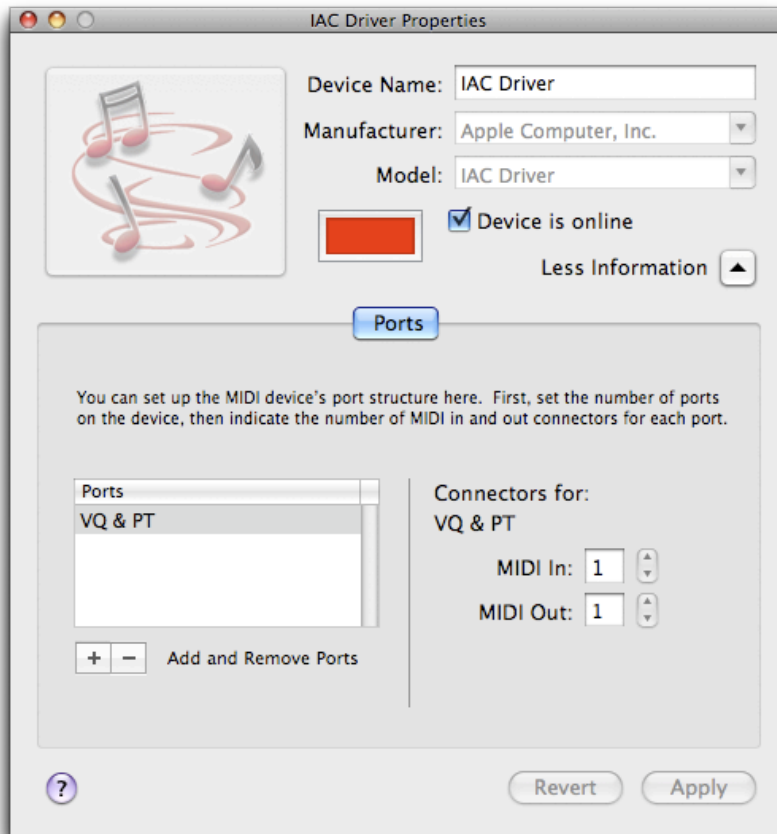 IAC Driver Properties
Device Name: IAC Driver
Manufacturer: Apple Computer, Inc.
Model: IAC Driver
Device is online
Less Information
Ports
You can set up the MIDI device's port structure here. First, set the number of ports
on the device, then indicate the number of MIDI in and out connectors for each port.
Ports
VQ & PT
+ − Add and Remove Ports
Connectors for:
VQ & PT
MIDI In: 1
MIDI Out: 1
?
Revert
Apply